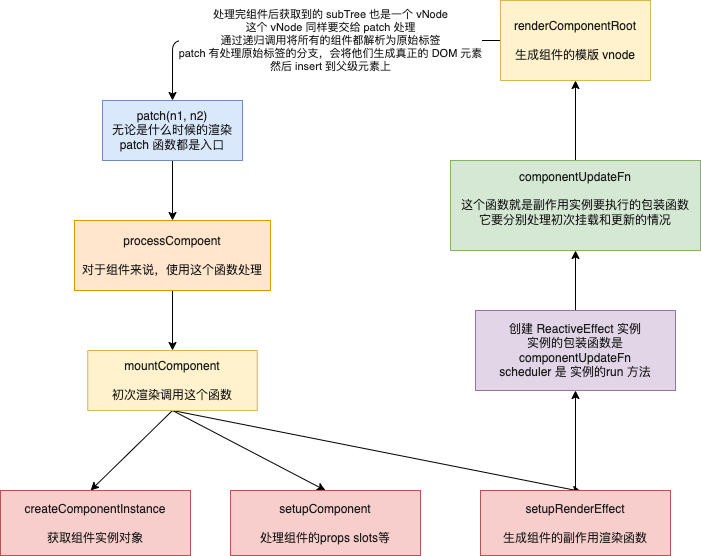 处理完组件后获取到的 subTree 也是一个 vNode
这个 vNode 同样要交给 patch 处理
通过递归调用将所有的组件都解析为原始标签
patch 有处理原始标签的分支，会将他们生成真正的 DOM 元素
然后 insert 到父级元素上
renderComponentRoot
生成组件的模版 vnode
patch(n1, n2)
无论是什么时候的渲染
patch 函数都是入口
componentUpdateFn
这个函数就是副作用实例要执行的包装函数
它要分别处理初次挂载和更新的情况
processCompoent
对于组件来说，使用这个函数处理
创建 ReactiveEffect 实例
实例的包装函数是
componentUpdateFn
scheduler 是 实例的run 方法
mountComponent
初次渲染调用这个函数
createComponentInstance
获取组件实例对象
setupComponent
处理组件的props slots等
setupRenderEffect
生成组件的副作用渲染函数